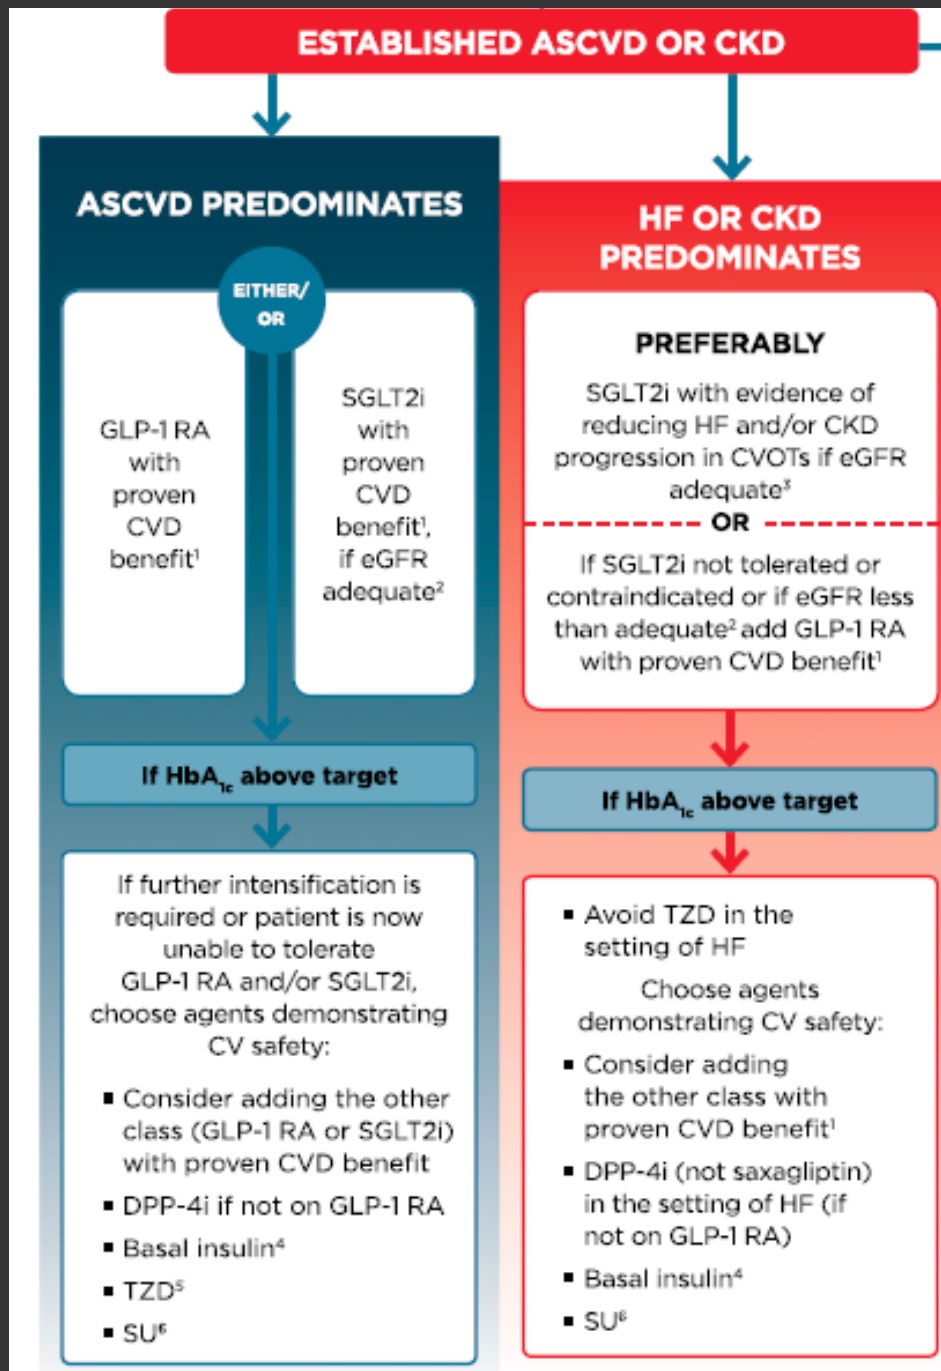 ESTABLISHED ASCVD OR CKD
ASCVD PREDOMINATES
EITHER/
OR
GLP-1 RA
with
proven
CVD
benefit¹
SGLT2i
with
proven
CVD
benefit¹,
if eGFR
adequate²
If HbA₁c above target
If further intensification is
required or patient is now
unable to tolerate
GLP-1 RA and/or SGLT2i,
choose agents demonstrating
CV safety:
▪ Consider adding the other
class (GLP-1 RA or SGLT2i)
with proven CVD benefit
▪ DPP-4i if not on GLP-1 RA
▪ Basal insulin⁴
▪ TZD⁵
▪ SU⁶
HF OR CKD
PREDOMINATES
PREFERABLY
SGLT2i with evidence of
reducing HF and/or CKD
progression in CVOTs if eGFR
adequate³
OR
If SGLT2i not tolerated or
contraindicated or if eGFR less
than adequate² add GLP-1 RA
with proven CVD benefit¹
If HbA₁c above target
▪ Avoid TZD in the
setting of HF
Choose agents
demonstrating CV safety:
▪ Consider adding
the other class with
proven CVD benefit¹
▪ DPP-4i (not saxagliptin)
in the setting of HF (if
not on GLP-1 RA)
▪ Basal insulin⁴
▪ SU⁶